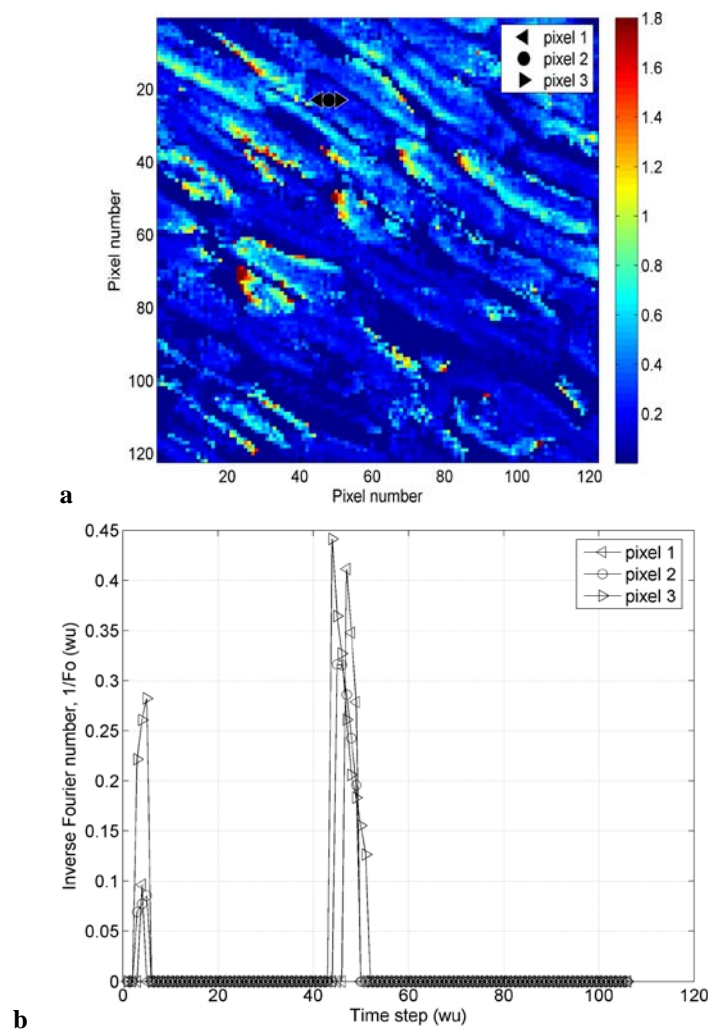 pixel 1
pixel 2
pixel 3
20
40
60
80
100
120
Pixel number
20 40 60 80 100 120
Pixel number
1.8
1.6
1.4
1.2
1
0.8
0.6
0.4
0.2
a
0.45
0.4
0.35
0.3
0.25
0.2
0.15
0.1
0.05
0
Inverse Fourier number, 1/Fo (wu)
pixel 1
pixel 2
pixel 3
0 20 40 60 80 100 120
Time step (wu)
b